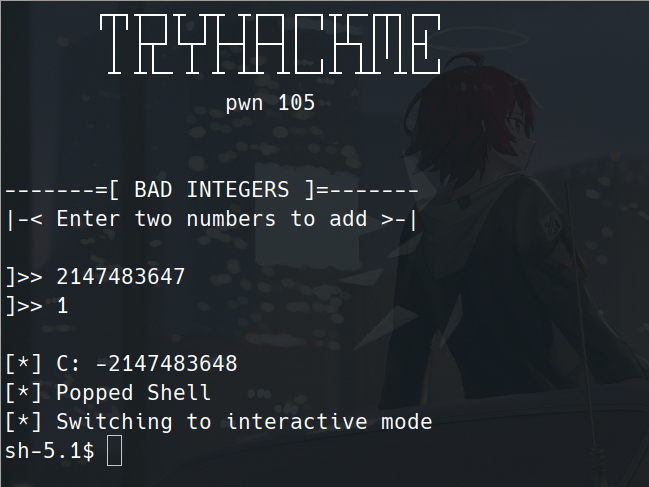 TRYHACKME
pwn 105
-------=[ BAD INTEGERS ]=-------
|-< Enter two numbers to add >-|
]>> 2147483647
]>> 1
[*] C: -2147483648
[*] Popped Shell
[*] Switching to interactive mode
sh-5.1$